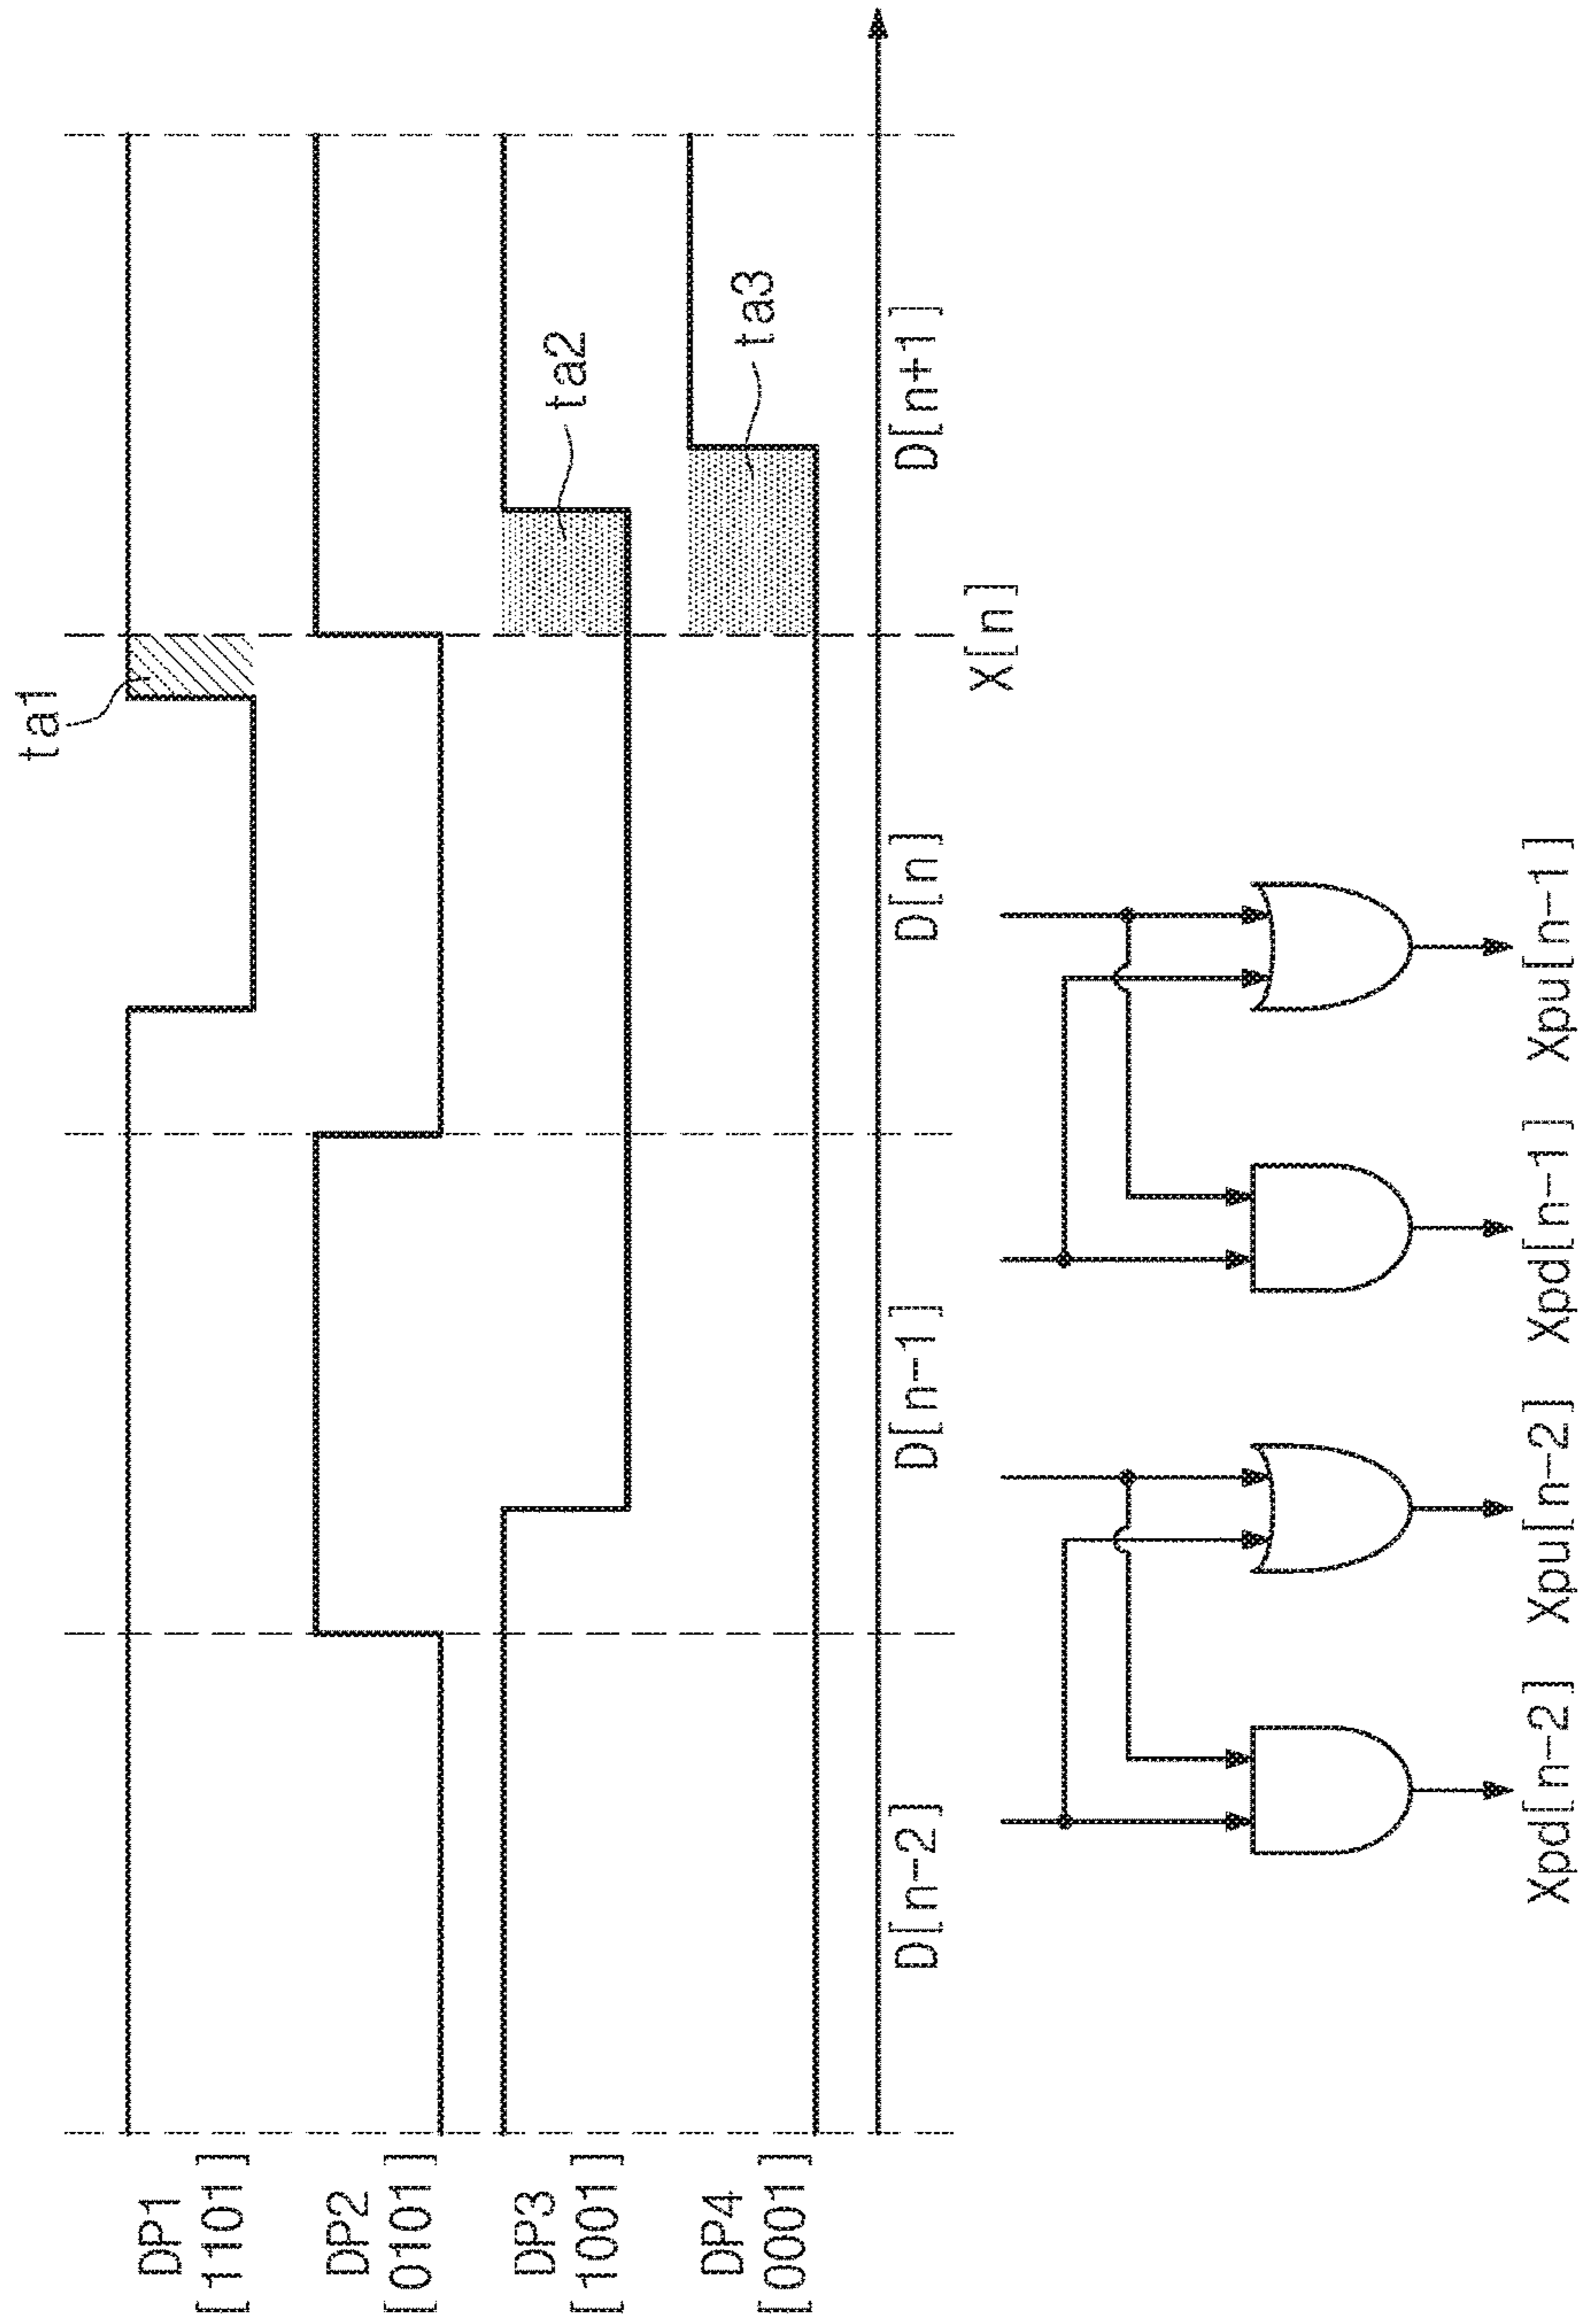 ta1
DP1
[1101]
DP2
[0101]
ta2
DP3
[1001]
ta3
DP4
[0001]
D[n-2] D[n-1] D[n] D[n+1]
X[n]
Xpd[n-2] Xpu[n-2] Xpd[n-1] Xpu[n-1]